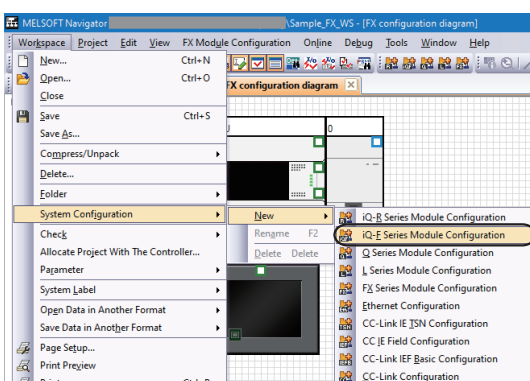 MELSOFT Navigator \Sample_FX_WS - [FX configuration diagram]
Workspace Project Edit View FX Module Configuration Online Debug Tools Window Help
New... Ctrl+N
Open... Ctrl+O
Close
FX configuration diagram
Save Ctrl+S
Save As...
0
Compress/Unpack
Delete...
Folder
System Configuration
New
iQ-R Series Module Configuration
Check
Rename F2
iQ-F Series Module Configuration
Allocate Project With The Controller...
Delete Delete
Q Series Module Configuration
Parameter
L Series Module Configuration
System Label
FX Series Module Configuration
Open Data in Another Format
Ethernet Configuration
Save Data in Another Format
CC-Link IE TSN Configuration
Page Setup...
CC IE Field Configuration
Print Preview
CC-Link IEF Basic Configuration
CC-Link Configuration